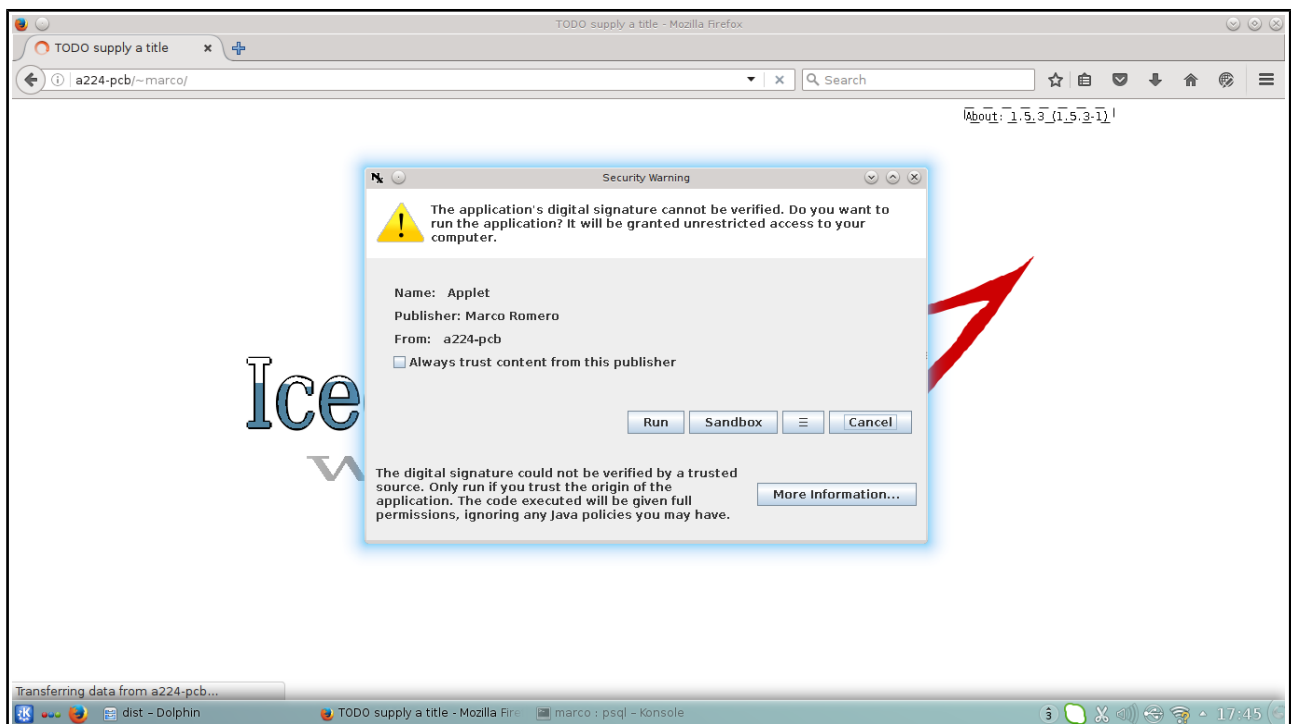 TODO supply a title - Mozilla Firefox
TODO supply a title
a224-pcb/~marco/
Search
About: 1.5.3 (1.5.3-1)
Security Warning
The application's digital signature cannot be verified. Do you want to
run the application? It will be granted unrestricted access to your
computer.
Name: Applet
Publisher: Marco Romero
From: a224-pcb
Always trust content from this publisher
Ice
W
Run Sandbox ☰ Cancel
The digital signature could not be verified by a trusted
source. Only run if you trust the origin of the
application. The code executed will be given full
permissions, ignoring any Java policies you may have.
More Information...
Transferring data from a224-pcb...
dist – Dolphin TODO supply a title - Mozilla Fire marco : psql – Konsole 17:45